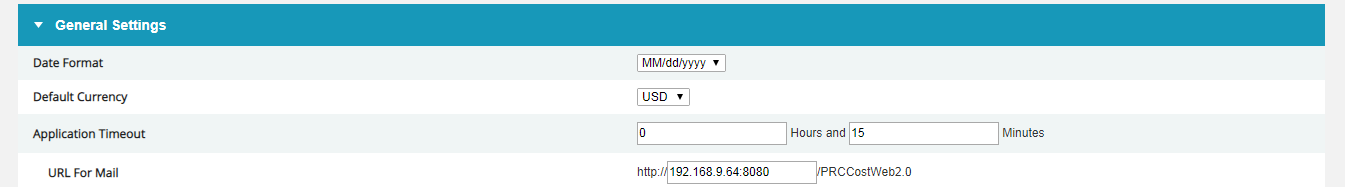 General Settings
Date Format MM/dd/yyyy
Default Currency USD
Application Timeout 0 Hours and 15 Minutes
URL For Mail http://192.168.9.64:8080/PRCCostWeb2.0